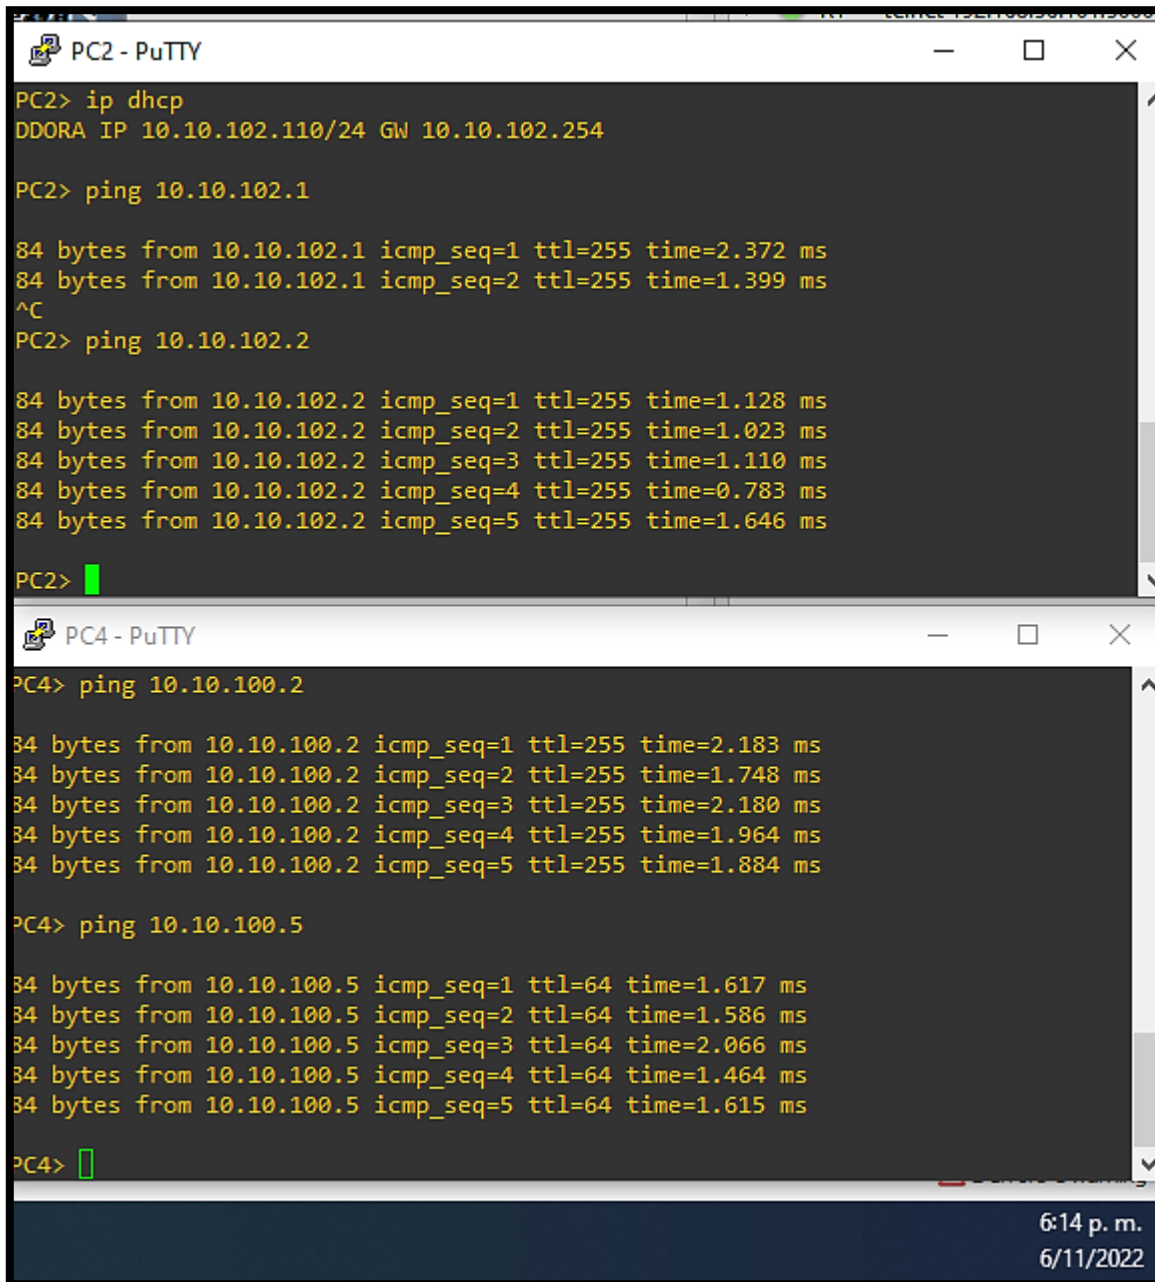 PC2 - PuTTY
PC2> ip dhcp
DDORA IP 10.10.102.110/24 GW 10.10.102.254
PC2> ping 10.10.102.1
84 bytes from 10.10.102.1 icmp_seq=1 ttl=255 time=2.372 ms
84 bytes from 10.10.102.1 icmp_seq=2 ttl=255 time=1.399 ms
^C
PC2> ping 10.10.102.2
84 bytes from 10.10.102.2 icmp_seq=1 ttl=255 time=1.128 ms
84 bytes from 10.10.102.2 icmp_seq=2 ttl=255 time=1.023 ms
84 bytes from 10.10.102.2 icmp_seq=3 ttl=255 time=1.110 ms
84 bytes from 10.10.102.2 icmp_seq=4 ttl=255 time=0.783 ms
84 bytes from 10.10.102.2 icmp_seq=5 ttl=255 time=1.646 ms
PC2>
PC4 - PuTTY
PC4> ping 10.10.100.2
84 bytes from 10.10.100.2 icmp_seq=1 ttl=255 time=2.183 ms
84 bytes from 10.10.100.2 icmp_seq=2 ttl=255 time=1.748 ms
84 bytes from 10.10.100.2 icmp_seq=3 ttl=255 time=2.180 ms
84 bytes from 10.10.100.2 icmp_seq=4 ttl=255 time=1.964 ms
84 bytes from 10.10.100.2 icmp_seq=5 ttl=255 time=1.884 ms
PC4> ping 10.10.100.5
84 bytes from 10.10.100.5 icmp_seq=1 ttl=64 time=1.617 ms
84 bytes from 10.10.100.5 icmp_seq=2 ttl=64 time=1.586 ms
84 bytes from 10.10.100.5 icmp_seq=3 ttl=64 time=2.066 ms
84 bytes from 10.10.100.5 icmp_seq=4 ttl=64 time=1.464 ms
84 bytes from 10.10.100.5 icmp_seq=5 ttl=64 time=1.615 ms
PC4>
6:14 p. m.
6/11/2022